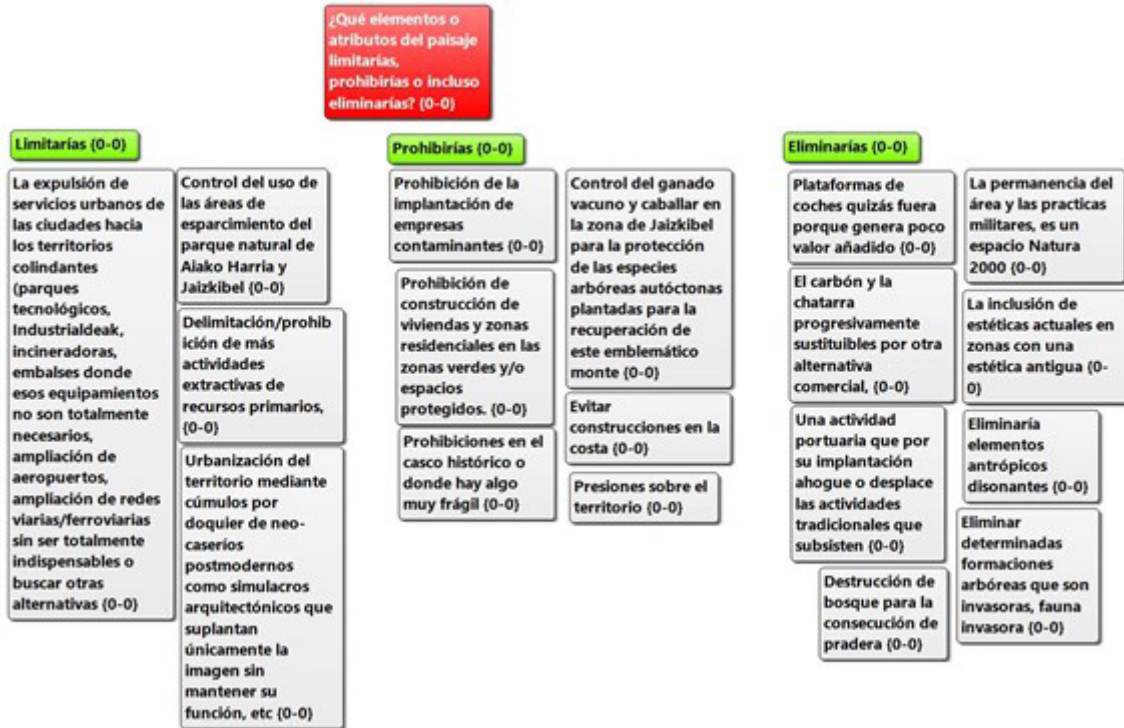 ¿Qué elementos o
atributos del paisaje
limitarías,
prohibirías o incluso
eliminarías? {0-0}
Limitarías {0-0}
La expulsión de
servicios urbanos de
las ciudades hacia
los territorios
colindantes
(parques
tecnológicos,
Industrialdeak,
incineradoras,
embalses donde
esos equipamientos
no son totalmente
necesarios,
ampliación de
aeropuertos,
ampliación de redes
viarias/ferroviarias
sin ser totalmente
indispensables o
buscar otras
alternativas {0-0}
Control del uso de
las áreas de
esparcimiento del
parque natural de
Aiako Harria y
Jaizkibel {0-0}
Delimitación/prohib
ición de más
actividades
extractivas de
recursos primarios,
{0-0}
Urbanización del
territorio mediante
cúmulos por
doquier de neo-
caseríos
postmodernos
como simulacros
arquitectónicos que
suplantan
únicamente la
imagen sin
mantener su
función, etc {0-0}
Prohibirías {0-0}
Prohibición de la
implantación de
empresas
contaminantes {0-0}
Prohibición de
construcción de
viviendas y zonas
residenciales en las
zonas verdes y/o
espacios
protegidos. {0-0}
Prohibiciones en el
casco histórico o
donde hay algo
muy frágil {0-0}
Control del ganado
vacuno y caballar en
la zona de Jaizkibel
para la protección
de las especies
arbóreas autóctonas
plantadas para la
recuperación de
este emblemático
monte {0-0}
Evitar
construcciones en la
costa {0-0}
Presiones sobre el
territorio {0-0}
Eliminarías {0-0}
Plataformas de
coches quizás fuera
porque genera poco
valor añadido {0-0}
El carbón y la
chatarra
progresivamente
sustituibles por otra
alternativa
comercial, {0-0}
Una actividad
portuaria que por
su implantación
ahogue o desplace
las actividades
tradicionales que
subsisten {0-0}
Destrucción de
bosque para la
consecución de
pradera {0-0}
La permanencia del
área y las practicas
militares, es un
espacio Natura
2000 {0-0}
La inclusión de
estéticas actuales en
zonas con una
estética antigua {0-
0}
Eliminaría
elementos
antrópicos
disonantes {0-0}
Eliminar
determinadas
formaciones
arbóreas que son
invasoras, fauna
invasora {0-0}